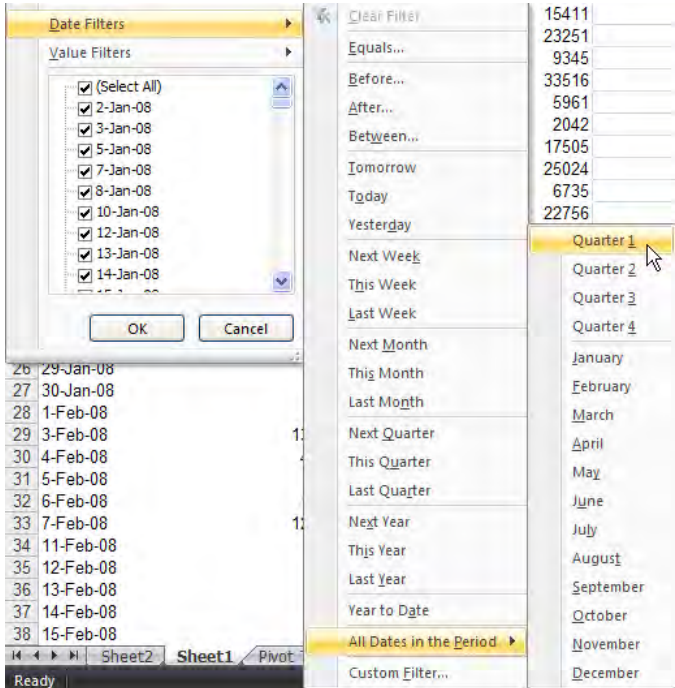 Date Filters
Value Filters
(Select All)
2-Jan-08
3-Jan-08
5-Jan-08
7-Jan-08
8-Jan-08
10-Jan-08
12-Jan-08
13-Jan-08
14-Jan-08
OK Cancel
26 29-Jan-08
27 30-Jan-08
28 1-Feb-08
29 3-Feb-08
30 4-Feb-08
31 5-Feb-08
32 6-Feb-08
33 7-Feb-08
34 11-Feb-08
35 12-Feb-08
36 13-Feb-08
37 14-Feb-08
38 15-Feb-08
Sheet2 Sheet1 Pivot
Ready
Clear Filter
Equals...
Before...
After...
Between...
Tomorrow
Today
Yesterday
Next Week
This Week
Last Week
Next Month
This Month
Last Month
Next Quarter
This Quarter
Last Quarter
Next Year
This Year
Last Year
Year to Date
All Dates in the Period
Custom Filter...
15411
23251
9345
33516
5961
2042
17505
25024
6735
22756
Quarter 1
Quarter 2
Quarter 3
Quarter 4
January
February
March
April
May
June
July
August
September
October
November
December